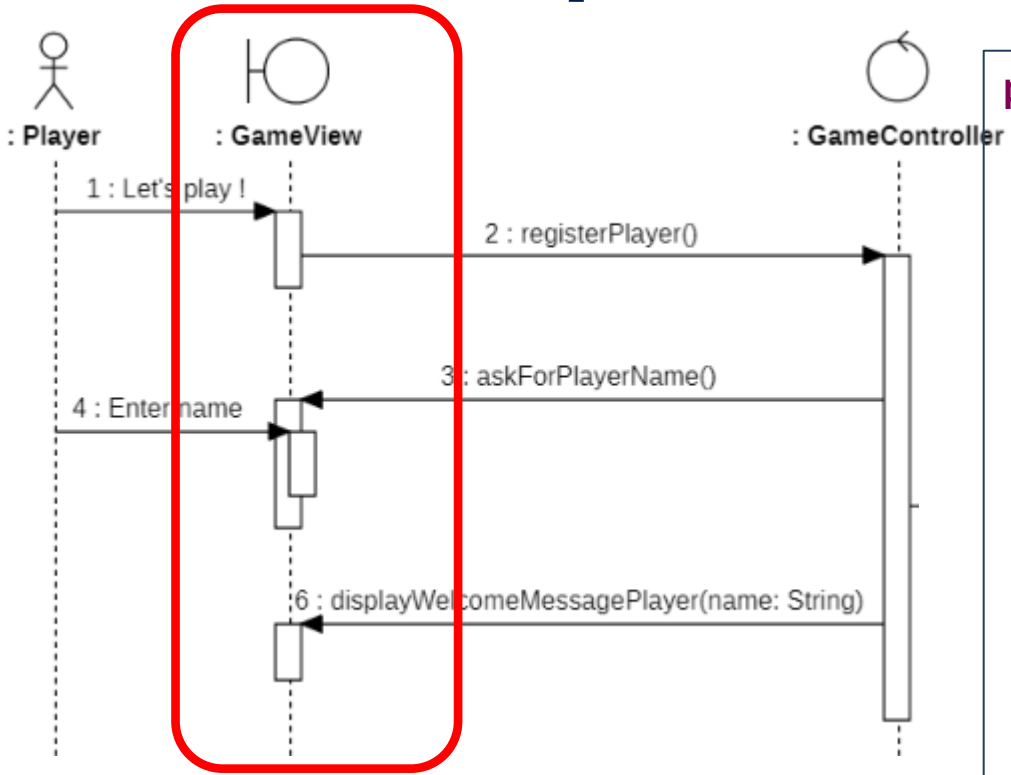 : Player
: GameView
: GameController
1 : Let's play !
2 : registerPlayer()
3 : askForPlayerName()
4 : Enter name
6 : displayWelcomeMessagePlayer(name: String)